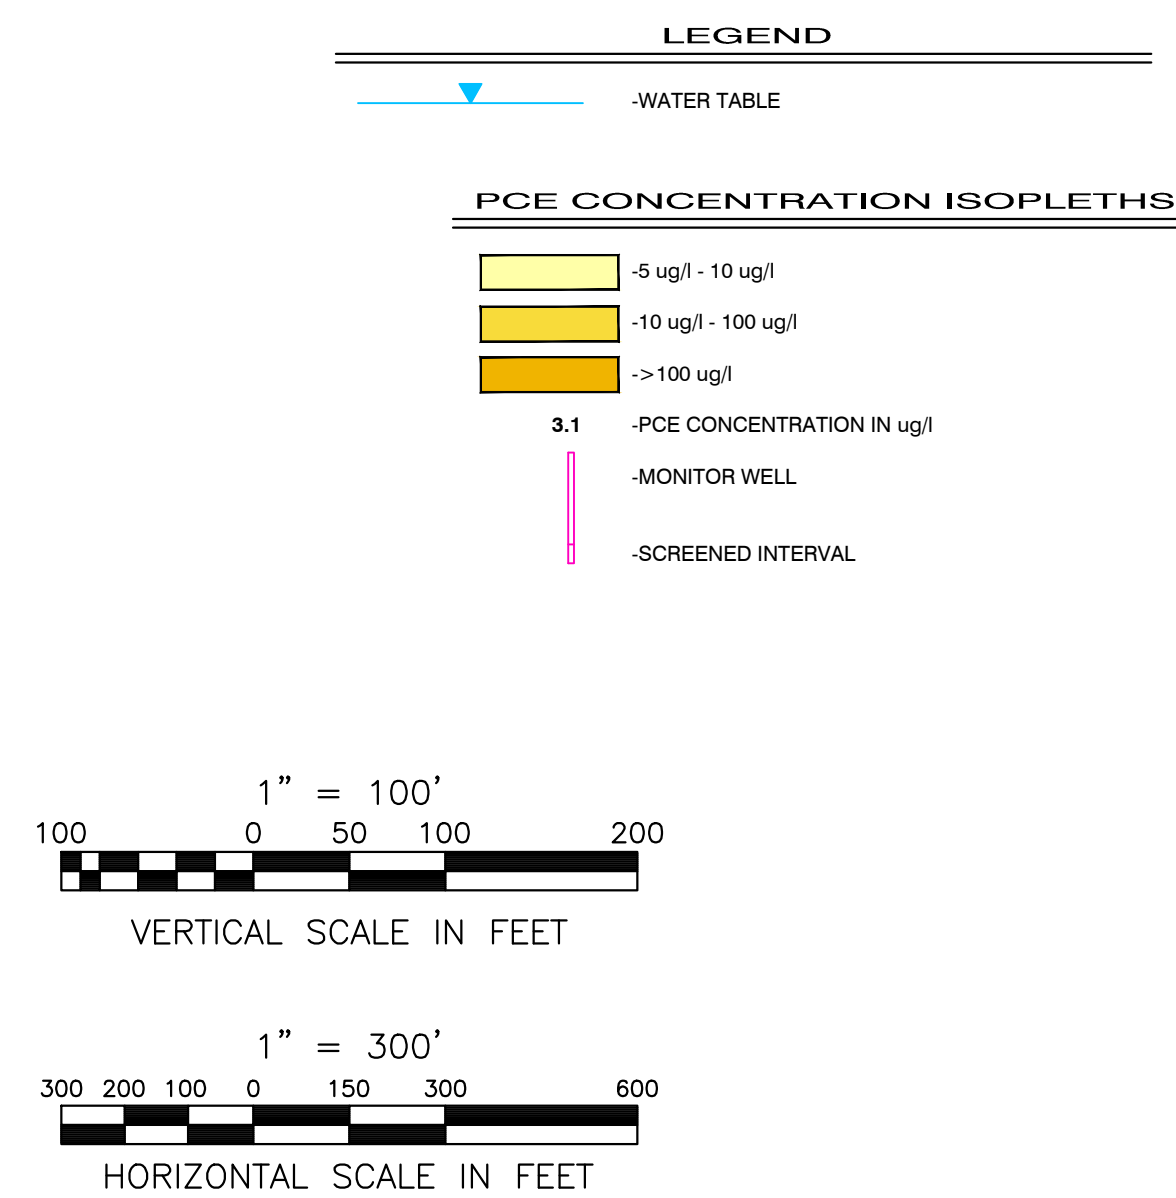 LEGEND
-WATER TABLE
PCE CONCENTRATION ISOPLETHS
-5 ug/l - 10 ug/l
-10 ug/l - 100 ug/l
->100 ug/l
3.1 -PCE CONCENTRATION IN ug/l
-MONITOR WELL
-SCREENED INTERVAL
1" = 100'
100 0 50 100 200
VERTICAL SCALE IN FEET
1" = 300'
300 200 100 0 150 300 600
HORIZONTAL SCALE IN FEET